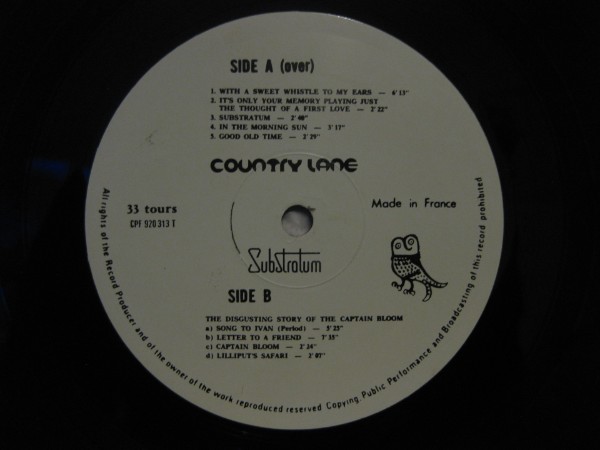 SIDE A (over)
1. WITH A SWEET WHISTLE TO MY EARS — 6'13"
2. IT'S ONLY YOUR MEMORY PLAYING JUST
THE THOUGHT OF A FIRST LOVE — 2'22"
3. SUBSTRATUM — 2'40"
4. IN THE MORNING SUN — 3'17"
5. GOOD OLD TIME — 2'29"
COUNTRY LANE
33 tours
CPF 920 313 T
Made in France
Substratum
SIDE B
THE DISGUSTING STORY OF THE CAPTAIN BLOOM
a) SONG TO IVAN (Period) — 5'25"
b) LETTER TO A FRIEND — 7'35"
c) CAPTAIN BLOOM — 2'24"
d) LILLIPUT'S SAFARI — 2'07"
All rights of the Record Producer and of the owner of the work reproduced reserved Copying, Public Performance and Broadcasting of this record prohibited